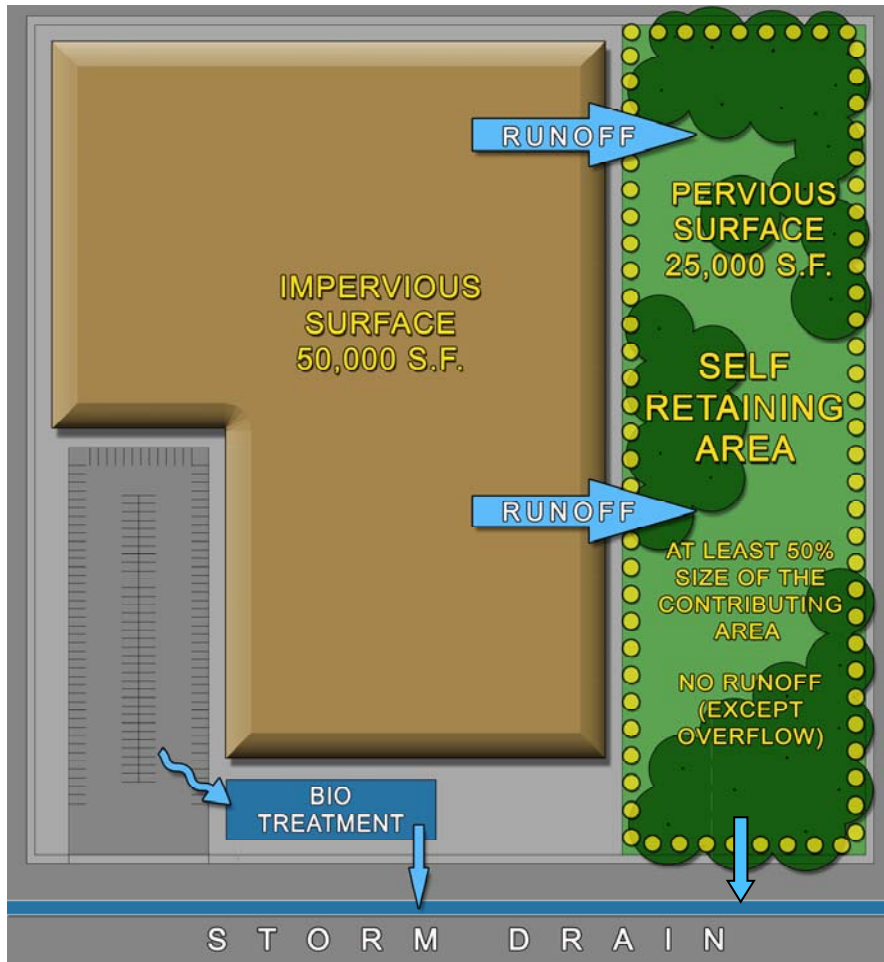 RUNOFF
PERVIOUS
SURFACE
25,000 S.F.
IMPERVIOUS
SURFACE
50,000 S.F.
SELF
RETAINING
AREA
RUNOFF
AT LEAST 50%
SIZE OF THE
CONTRIBUTING
AREA
NO RUNOFF
(EXCEPT
OVERFLOW)
BIO
TREATMENT
STORM DRAIN